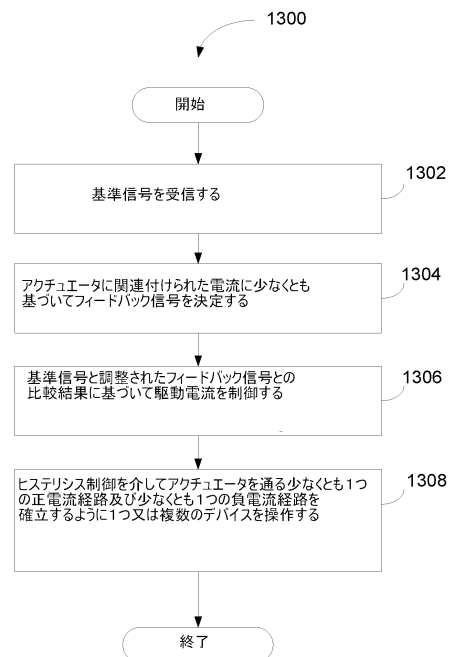 1300
開始
1302
基準信号を受信する
1304
アクチュエータに関連付けられた電流に少なくとも
基づいてフィードバック信号を決定する
1306
基準信号と調整されたフィードバック信号との
比較結果に基づいて駆動電流を制御する
1308
ヒステリシス制御を介してアクチュエータを通る少なくとも1つ
の正電流経路及び少なくとも1つの負電流経路を
確立するように1つ又は複数のデバイスを操作する
終了